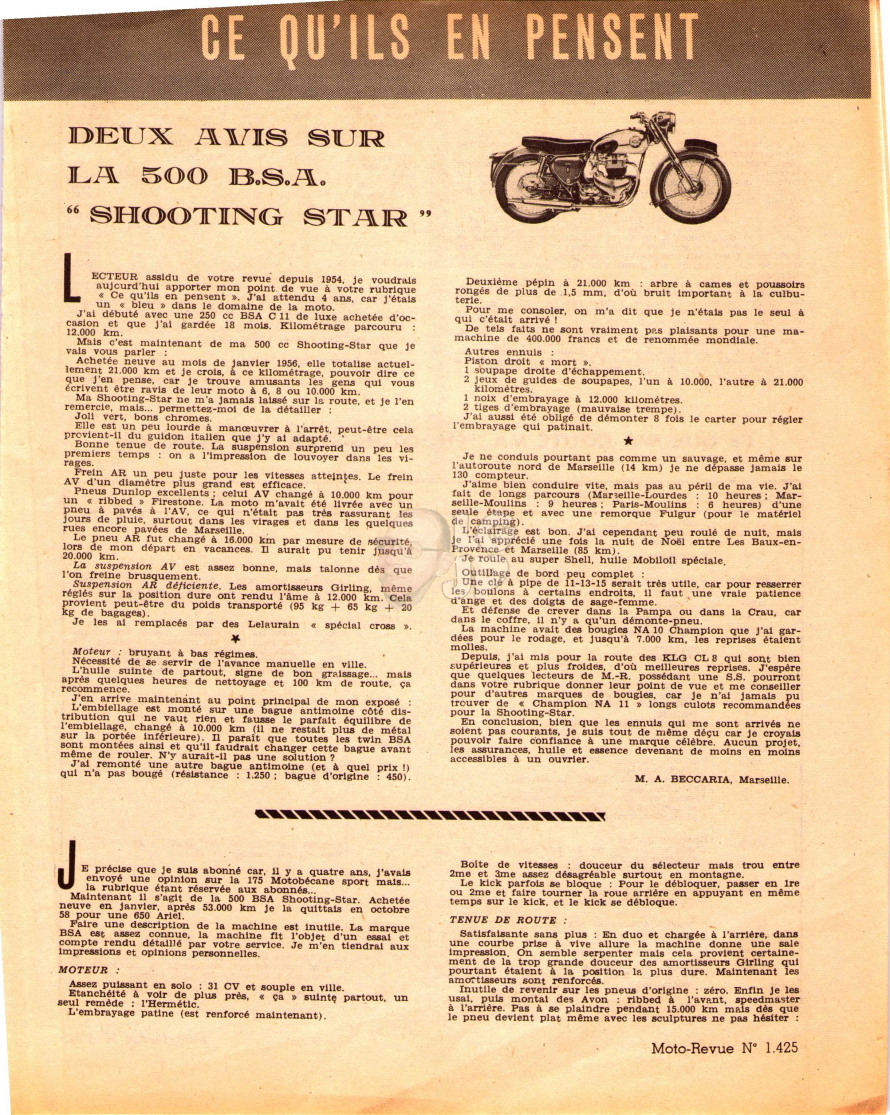 CE QU'ILS EN PENSENT
DEUX AVIS SUR
LA 500 B.S.A.
“ SHOOTING STAR ”
LECTEUR assidu de votre revue depuis 1954, je voudrais
aujourd'hui apporter mon point de vue à votre rubrique
« Ce qu'ils en pensent ». J'ai attendu 4 ans, car j'étais
un « bleu » dans le domaine de la moto.
J'ai débuté avec une 250 cc BSA C 11 de luxe achetée d'oc-
casion et que j'ai gardée 18 mois. Kilométrage parcouru :
12.000 km.
Mais c'est maintenant de ma 500 cc Shooting-Star que je
vais vous parler :
Achetée neuve au mois de janvier 1956, elle totalise actuel-
lement 21.000 km et je crois, à ce kilométrage, pouvoir dire ce
que j'en pense, car je trouve amusants les gens qui vous
écrivent être ravis de leur moto à 6, 8 ou 10.000 km.
Ma Shooting-Star ne m'a jamais laissé sur la route, et je l'en
remercie, mais... permettez-moi de la détailler :
Joli vert, bons chromes.
Elle est un peu lourde à manœuvrer à l'arrêt, peut-être cela
provient-il du guidon italien que j'y ai adapté.
Bonne tenue de route. La suspension surprend un peu les
premiers temps : on a l'impression de louvoyer dans les vi-
rages.
Frein AR un peu juste pour les vitesses atteintes. Le frein
AV d'un diamètre plus grand est efficace.
Pneus Dunlop excellents ; celui AV changé à 10.000 km pour
un « ribbed » Firestone. La moto m'avait été livrée avec un
pneu à pavés à l'AV, ce qui n'était pas très rassurant les
jours de pluie, surtout dans les virages et dans les quelques
rues encore pavées de Marseille.
Le pneu AR fut changé à 16.000 km par mesure de sécurité,
lors de mon départ en vacances. Il aurait pu tenir jusqu'à
20.000 km.
La suspension AV est assez bonne, mais talonne dès que
l'on freine brusquement.
Suspension AR déficiente. Les amortisseurs Girling, même
réglés sur la position dure ont rendu l'âme à 12.000 km. Cela
provient peut-être du poids transporté (95 kg + 65 kg + 20
kg de bagages).
Je les ai remplacés par des Lelaurain « spécial cross ».
★
Moteur : bruyant à bas régimes.
Nécessité de se servir de l'avance manuelle en ville.
L'huile suinte de partout, signe de bon graissage... mais
après quelques heures de nettoyage et 100 km de route, ça
recommence.
J'en arrive maintenant au point principal de mon exposé :
L'embiellage est monté sur une bague antimoine côté dis-
tribution qui ne vaut rien et fausse le parfait équilibre de
l'embiellage, changé à 10.000 km (il ne restait plus de métal
sur la portée inférieure). Il paraît que toutes les twin BSA
sont montées ainsi et qu'il faudrait changer cette bague avant
même de rouler. N'y aurait-il pas une solution ?
J'ai remonté une autre bague antimoine (et à quel prix !)
qui n'a pas bougé (résistance : 1.250 ; bague d'origine : 450).
Deuxième pépin à 21.000 km : arbre à cames et poussoirs
rongés de plus de 1,5 mm, d'où bruit important à la culbu-
terie.
Pour me consoler, on m'a dit que je n'étais pas le seul à
qui c'était arrivé !
De tels faits ne sont vraiment pas plaisants pour une ma-
machine de 400.000 francs et de renommée mondiale.
Autres ennuis :
Piston droit « mort ».
1 soupape droite d'échappement.
2 jeux de guides de soupapes, l'un à 10.000, l'autre à 21.000
kilomètres.
1 noix d'embrayage à 12.000 kilomètres.
2 tiges d'embrayage (mauvaise trempe).
J'ai aussi été obligé de démonter 8 fois le carter pour régler
l'embrayage qui patinait.
★
Je ne conduis pourtant pas comme un sauvage, et même sur
l'autoroute nord de Marseille (14 km) je ne dépasse jamais le
130 compteur.
J'aime bien conduire vite, mais pas au péril de ma vie. J'ai
fait de longs parcours (Marseille-Lourdes : 10 heures ; Mar-
seille-Moulins : 9 heures ; Paris-Moulins : 6 heures) d'une
seule étape et avec une remorque Fulgur (pour le matériel
de camping).
L'éclairage est bon. J'ai cependant peu roulé de nuit, mais
je l'ai apprécié une fois la nuit de Noël entre Les Baux-en-
Provence et Marseille (85 km).
Je roule au super Shell, huile Mobiloil spéciale.
Outillage de bord peu complet :
Une clé à pipe de 11-13-15 serait très utile, car pour resserrer
les boulons à certains endroits, il faut une vraie patience
d'ange et des doigts de sage-femme.
Et défense de crever dans la Pampa ou dans la Crau, car
dans le coffre, il n'y a qu'un démonte-pneu.
La machine avait des bougies NA 10 Champion que j'ai gar-
dées pour le rodage, et jusqu'à 7.000 km, les reprises étaient
molles.
Depuis, j'ai mis pour la route des KLG CL 8 qui sont bien
supérieures et plus froides, d'où meilleures reprises. J'espère
que quelques lecteurs de M.-R. possédant une S.S. pourront
dans votre rubrique donner leur point de vue et me conseiller
pour d'autres marques de bougies, car je n'ai jamais pu
trouver de « Champion NA 11 » longs culots recommandées
pour la Shooting-Star.
En conclusion, bien que les ennuis qui me sont arrivés ne
soient pas courants, je suis tout de même déçu car je croyais
pouvoir faire confiance à une marque célèbre. Aucun projet,
les assurances, huile et essence devenant de moins en moins
accessibles à un ouvrier.
M. A. BECCARIA, Marseille.
JE précise que je suis abonné car, il y a quatre ans, j'avais
envoyé une opinion sur la 175 Motobécane sport mais...
la rubrique étant réservée aux abonnés...
Maintenant il s'agit de la 500 BSA Shooting-Star. Achetée
neuve en janvier, après 53.000 km je la quittais en octobre
58 pour une 650 Ariel.
Faire une description de la machine est inutile. La marque
BSA est assez connue, la machine fit l'objet d'un essai et
compte rendu détaillé par votre service. Je m'en tiendrai aux
impressions et opinions personnelles.
MOTEUR :
Assez puissant en solo : 31 CV et souple en ville.
Etanchéité à voir de plus près, « ça » suinte partout, un
seul remède : l'Hermétic.
L'embrayage patine (est renforcé maintenant).
Boîte de vitesses : douceur du sélecteur mais trou entre
2me et 3me assez désagréable surtout en montagne.
Le kick parfois se bloque : Pour le débloquer, passer en 1re
ou 2me et faire tourner la roue arrière en appuyant en même
temps sur le kick, et le kick se débloque.
TENUE DE ROUTE :
Satisfaisante sans plus : En duo et chargée à l'arrière, dans
une courbe prise à vive allure la machine donne une sale
impression. On semble serpenter mais cela provient certaine-
ment de la trop grande douceur des amortisseurs Girling qui
pourtant étaient à la position la plus dure. Maintenant les
amortisseurs sont renforcés.
Inutile de revenir sur les pneus d'origine : zéro. Enfin je les
usai, puis montai des Avon : ribbed à l'avant, speedmaster
à l'arrière. Pas à se plaindre pendant 15.000 km mais dès que
le pneu devient plat même avec les sculptures ne pas hésiter :
Moto-Revue N° 1.425